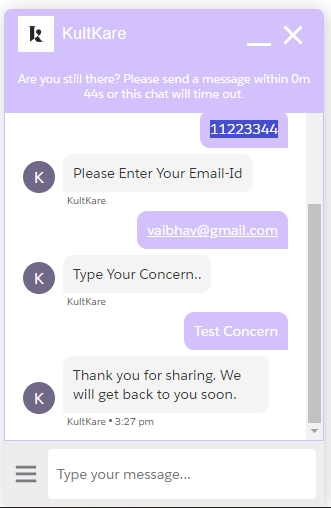 KultKare
Are you still there? Please send a message within 0m
44s or this chat will time out.
11223344
K
Please Enter Your Email-Id
KultKare
vaibhav@gmail.com
K
Type Your Concern..
KultKare
Test Concern
K
Thank you for sharing. We
will get back to you soon.
KultKare • 3:27 pm
Type your message...